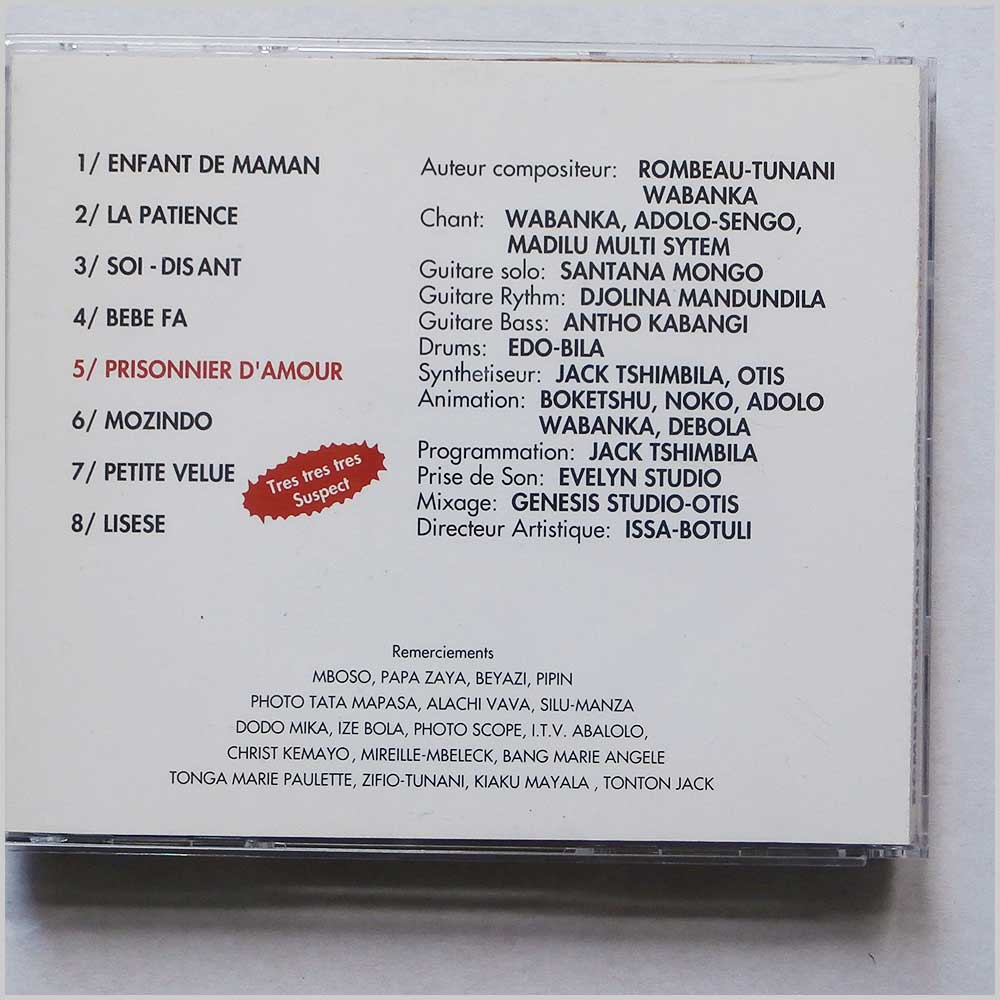 1/ ENFANT DE MAMAN
2/ LA PATIENCE
3/ SOI - DISANT
4/ BEBE FA
5/ PRISONNIER D'AMOUR
6/ MOZINDO
7/ PETITE VELUE
Tres tres tres
Suspect
8/ LISESE
Auteur compositeur: ROMBEAU-TUNANI
WABANKA
Chant: WABANKA, ADOLO-SENGO,
MADILU MULTI SYTEM
Guitare solo: SANTANA MONGO
Guitare Rythm: DJOLINA MANDUNDILA
Guitare Bass: ANTHO KABANGI
Drums: EDO-BILA
Synthetiseur: JACK TSHIMBILA, OTIS
Animation: BOKETSHU, NOKO, ADOLO
WABANKA, DEBOLA
Programmation: JACK TSHIMBILA
Prise de Son: EVELYN STUDIO
Mixage: GENESIS STUDIO-OTIS
Directeur Artistique: ISSA-BOTULI
Remerciements
MBOSO, PAPA ZAYA, BEYAZI, PIPIN
PHOTO TATA MAPASA, ALACHI VAVA, SILU-MANZA
DODO MIKA, IZE BOLA, PHOTO SCOPE, I.T.V. ABALOLO,
CHRIST KEMAYO, MIREILLE-MBELECK, BANG MARIE ANGELE
TONGA MARIE PAULETTE, ZIFIO-TUNANI, KIAKU MAYALA , TONTON JACK